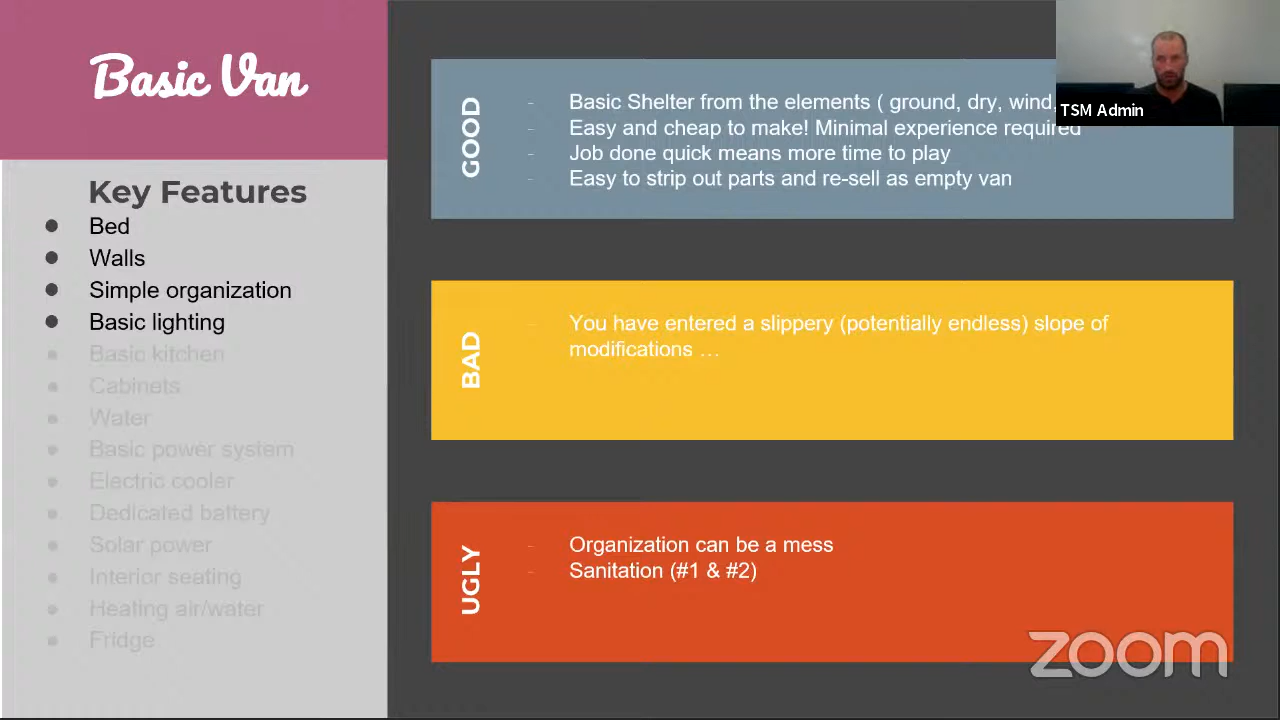 Basic Van
Key Features
● Bed
● Walls
● Simple organization
● Basic lighting
● Basic kitchen
● Cabinets
● Water
● Basic power system
● Electric cooler
● Dedicated battery
● Solar power
● Interior seating
● Heating air/water
● Fridge
GOOD
- Basic Shelter from the elements ( ground, dry, wind,
- Easy and cheap to make! Minimal experience required
- Job done quick means more time to play
- Easy to strip out parts and re-sell as empty van
BAD
- You have entered a slippery (potentially endless) slope of
modifications …
UGLY
- Organization can be a mess
- Sanitation (#1 & #2)
TSM Admin
zoom